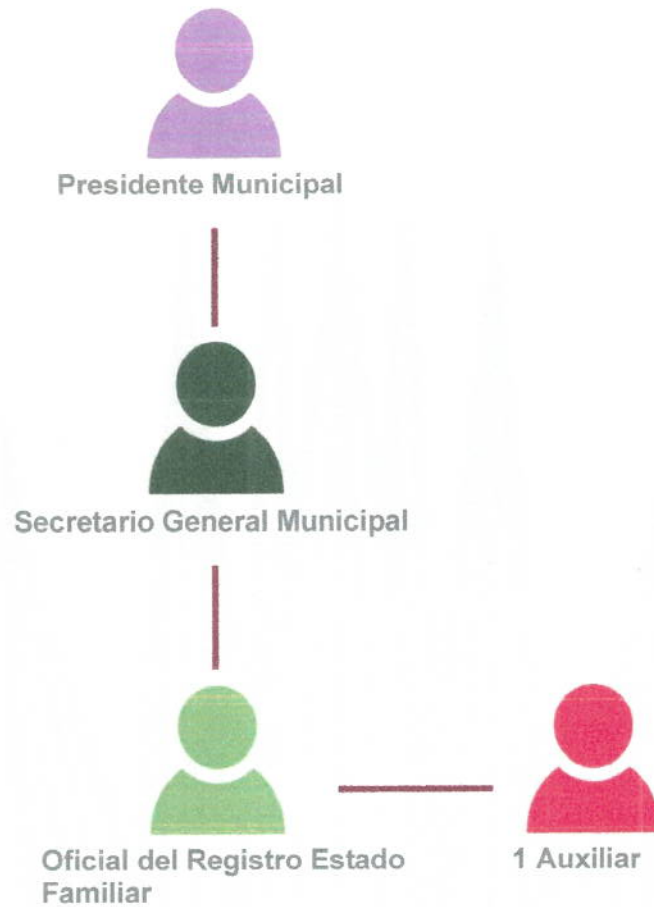 Presidente Municipal
Secretario General Municipal
Oficial del Registro Estado
Familiar
1 Auxiliar